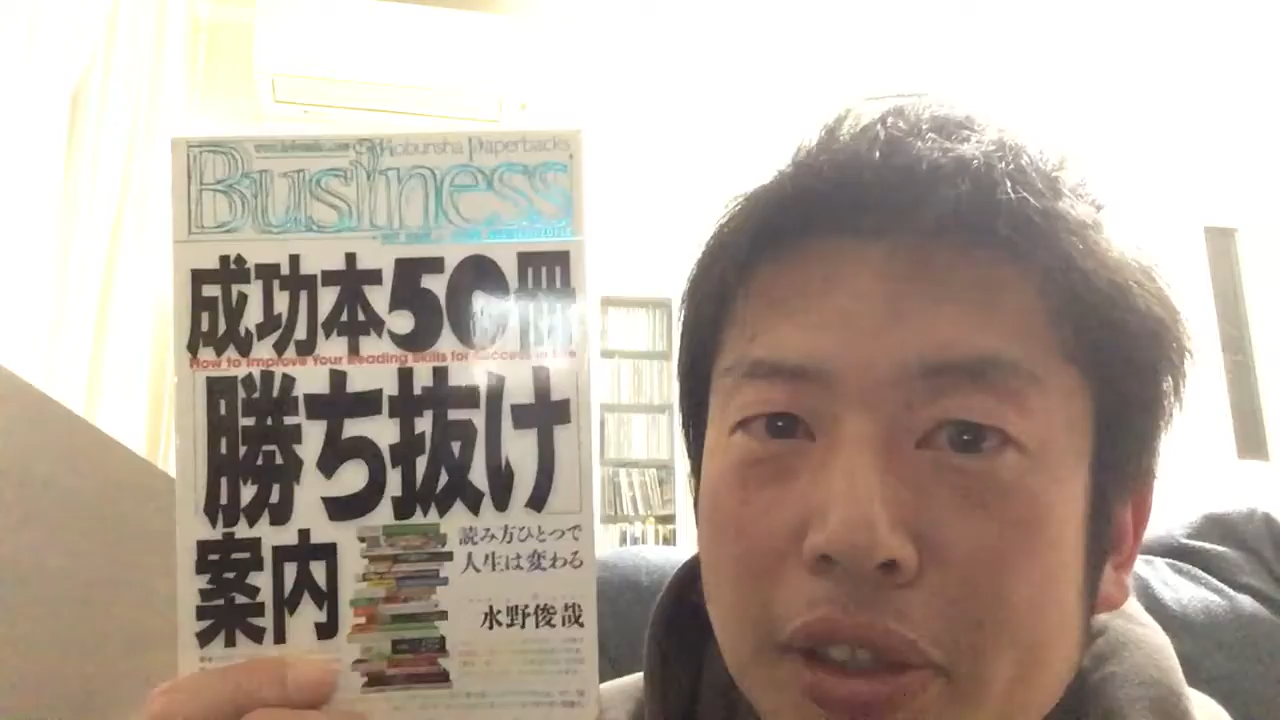 Kobunsha Paperbacks
Business
成功本50冊
How to Improve Your Reading Skills for Success in Life
勝ち抜け
案内
読み方ひとつで
人生は変わる
水野俊哉